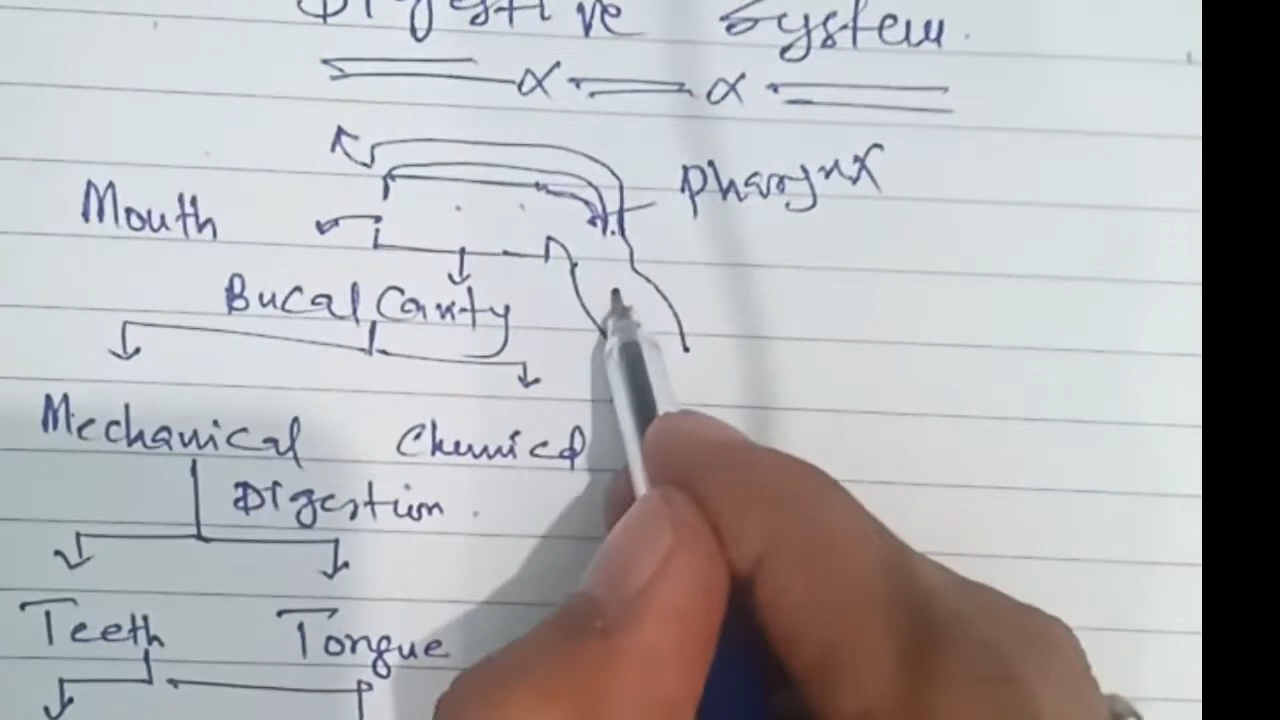 Digestive System.
Pharynx
Mouth
Bucal Cavity
Mechanical Chemical
Digestion.
Teeth Tongue